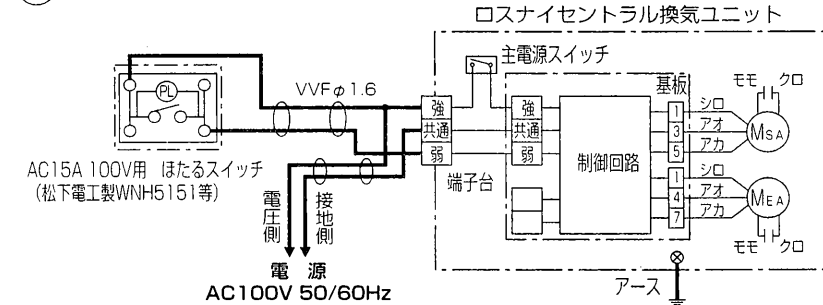 ロスナイセントラル換気ユニット
主電源スイッチ
PL
VVFφ1.6
強
共通
弱
端子台
強
共通
弱
制御回路
基板
1
3
5
1
4
7
シロ
アオ
アカ
シロ
アオ
アカ
モモ
クロ
MSA
MEA
モモ
クロ
AC15A 100V用 ほたるスイッチ
(松下電工製WNH5151等)
電圧側
接地側
電 源
AC100V 50/60Hz
アース